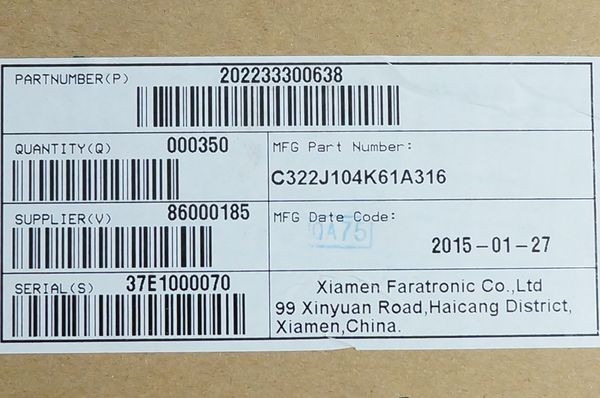 PARTNUMBER(P) 202233300638
QUANTITY(Q) 000350
MFG Part Number:
C322J104K61A316
SUPPLIER(V) 86000185
MFG Date Code:
QA75
2015-01-27
SERIAL(S) 37E1000070
Xiamen Faratronic Co.,Ltd
99 Xinyuan Road,Haicang District,
Xiamen,China.